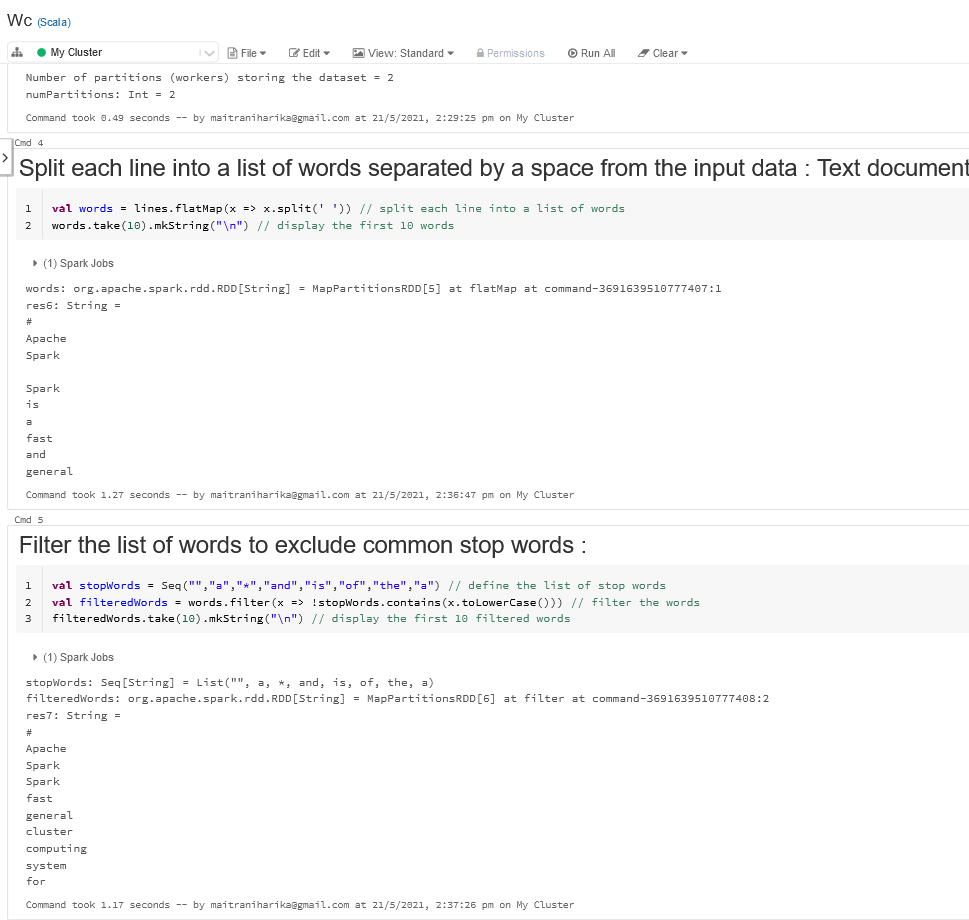 Wc (Scala)
My Cluster File Edit View: Standard Permissions Run All Clear
Number of partitions (workers) storing the dataset = 2
numPartitions: Int = 2
Command took 0.49 seconds -- by maitraniharika@gmail.com at 21/5/2021, 2:29:25 pm on My Cluster
Cmd 4
Split each line into a list of words separated by a space from the input data : Text document
1 val words = lines.flatMap(x => x.split(' ')) // split each line into a list of words
2 words.take(10).mkString("\n") // display the first 10 words
(1) Spark Jobs
words: org.apache.spark.rdd.RDD[String] = MapPartitionsRDD[5] at flatMap at command-3691639510777407:1
res6: String =
#
Apache
Spark
Spark
is
a
fast
and
general
Command took 1.27 seconds -- by maitraniharika@gmail.com at 21/5/2021, 2:36:47 pm on My Cluster
Cmd 5
Filter the list of words to exclude common stop words :
1 val stopWords = Seq("","a","*","and","is","of","the","a") // define the list of stop words
2 val filteredWords = words.filter(x => !stopWords.contains(x.toLowerCase())) // filter the words
3 filteredWords.take(10).mkString("\n") // display the first 10 filtered words
(1) Spark Jobs
stopWords: Seq[String] = List("", a, *, and, is, of, the, a)
filteredWords: org.apache.spark.rdd.RDD[String] = MapPartitionsRDD[6] at filter at command-3691639510777408:2
res7: String =
#
Apache
Spark
Spark
fast
general
cluster
computing
system
for
Command took 1.17 seconds -- by maitraniharika@gmail.com at 21/5/2021, 2:37:26 pm on My Cluster